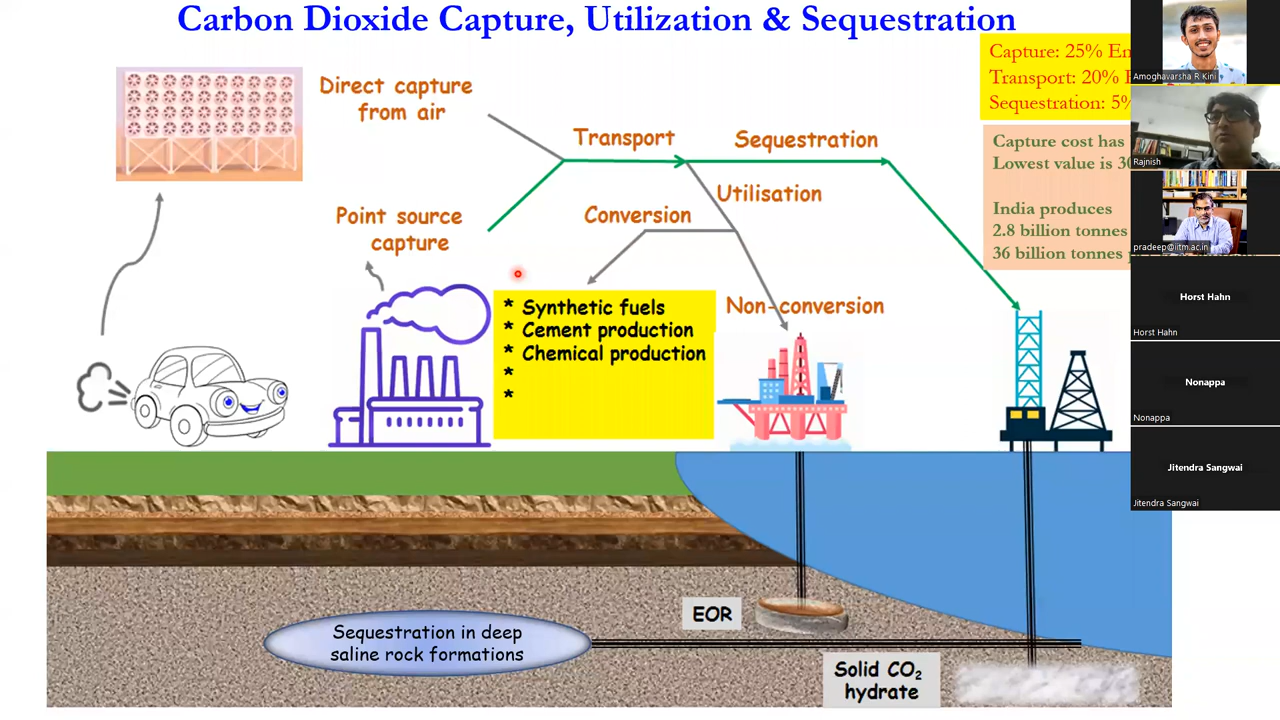 Carbon Dioxide Capture, Utilization & Sequestration
Capture: 25%
Transport: 20%
Sequestration: 5%
Capture cost has
Lowest value is
India produces
2.8 billion tonnes
36 billion tonnes
Direct capture
from air
Transport
Sequestration
Utilisation
Conversion
Point source
capture
Non-conversion
* Synthetic fuels
* Cement production
* Chemical production
*
*
EOR
Sequestration in deep
saline rock formations
Solid CO₂
hydrate
Amoghavarsha R Kini
Rajnish
pradeep@iitm.ac.in
Horst Hahn
Horst Hahn
Nonappa
Nonappa
Jitendra Sangwai
Jitendra Sangwai